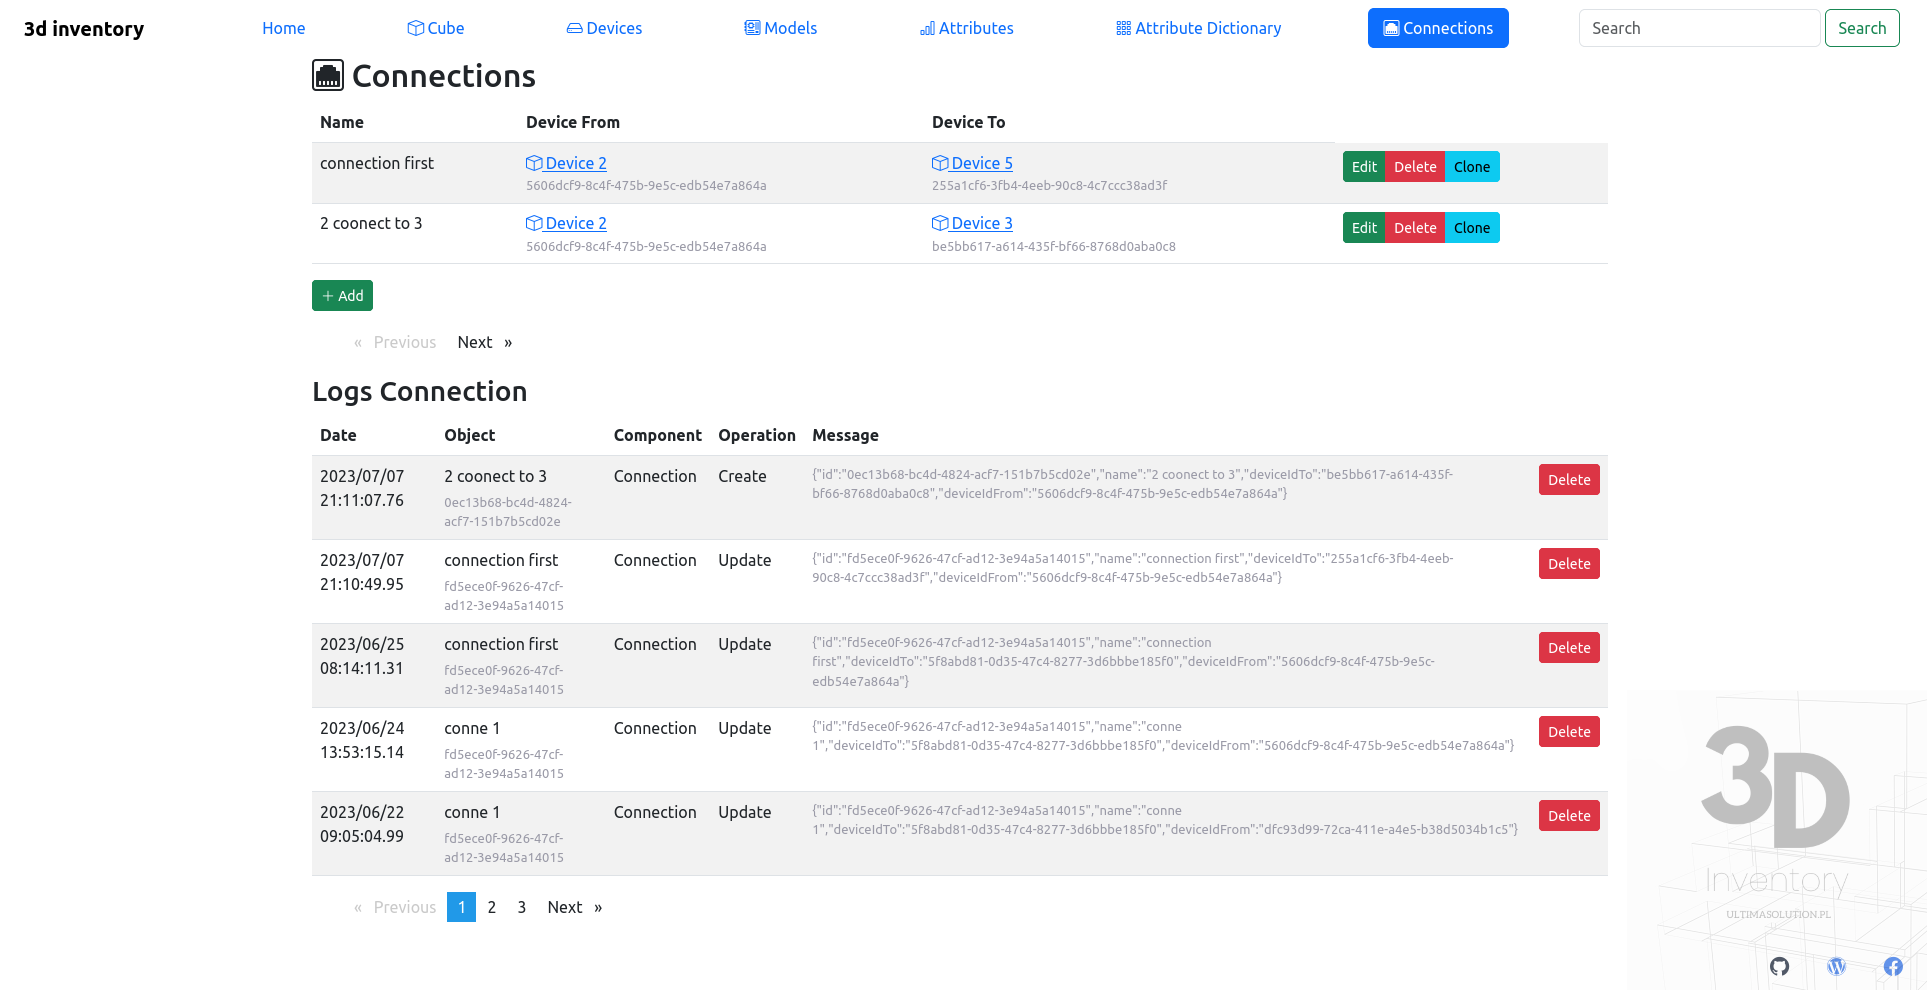 3d inventory Home Cube Devices Models Attributes Attribute Dictionary Connections Search Search
Connections
Name Device From Device To
connection first Device 2 Device 5 Edit Delete Clone
5606dcf9-8c4f-475b-9e5c-edb54e7a864a 255a1cf6-3fb4-4eeb-90c8-4c7ccc38ad3f
2 coonect to 3 Device 2 Device 3 Edit Delete Clone
5606dcf9-8c4f-475b-9e5c-edb54e7a864a be5bb617-a614-435f-bf66-8768d0aba0c8
+ Add
« Previous Next »
Logs Connection
Date Object Component Operation Message
2023/07/07 2 coonect to 3 Connection Create {"id":"0ec13b68-bc4d-4824-acf7-151b7b5cd02e","name":"2 coonect to 3","deviceIdTo":"be5bb617-a614-435f- Delete
21:11:07.76 0ec13b68-bc4d-4824- bf66-8768d0aba0c8","deviceIdFrom":"5606dcf9-8c4f-475b-9e5c-edb54e7a864a"}
acf7-151b7b5cd02e
2023/07/07 connection first Connection Update {"id":"fd5ece0f-9626-47cf-ad12-3e94a5a14015","name":"connection first","deviceIdTo":"255a1cf6-3fb4-4eeb- Delete
21:10:49.95 fd5ece0f-9626-47cf- 90c8-4c7ccc38ad3f","deviceIdFrom":"5606dcf9-8c4f-475b-9e5c-edb54e7a864a"}
ad12-3e94a5a14015
2023/06/25 connection first Connection Update {"id":"fd5ece0f-9626-47cf-ad12-3e94a5a14015","name":"connection Delete
08:14:11.31 fd5ece0f-9626-47cf- first","deviceIdTo":"5f8abd81-0d35-47c4-8277-3d6bbbe185f0","deviceIdFrom":"5606dcf9-8c4f-475b-9e5c-
ad12-3e94a5a14015 edb54e7a864a"}
2023/06/24 conne 1 Connection Update {"id":"fd5ece0f-9626-47cf-ad12-3e94a5a14015","name":"conne Delete
13:53:15.14 fd5ece0f-9626-47cf- 1","deviceIdTo":"5f8abd81-0d35-47c4-8277-3d6bbbe185f0","deviceIdFrom":"5606dcf9-8c4f-475b-9e5c-edb54e7a864a"}
ad12-3e94a5a14015
2023/06/22 conne 1 Connection Update {"id":"fd5ece0f-9626-47cf-ad12-3e94a5a14015","name":"conne Delete
09:05:04.99 fd5ece0f-9626-47cf- 1","deviceIdTo":"5f8abd81-0d35-47c4-8277-3d6bbbe185f0","deviceIdFrom":"dfc93d99-72ca-411e-a4e5-b38d5034b1c5"}
ad12-3e94a5a14015
« Previous 1 2 3 Next »
3D
Inventory
ULTIMASOLUTION.PL